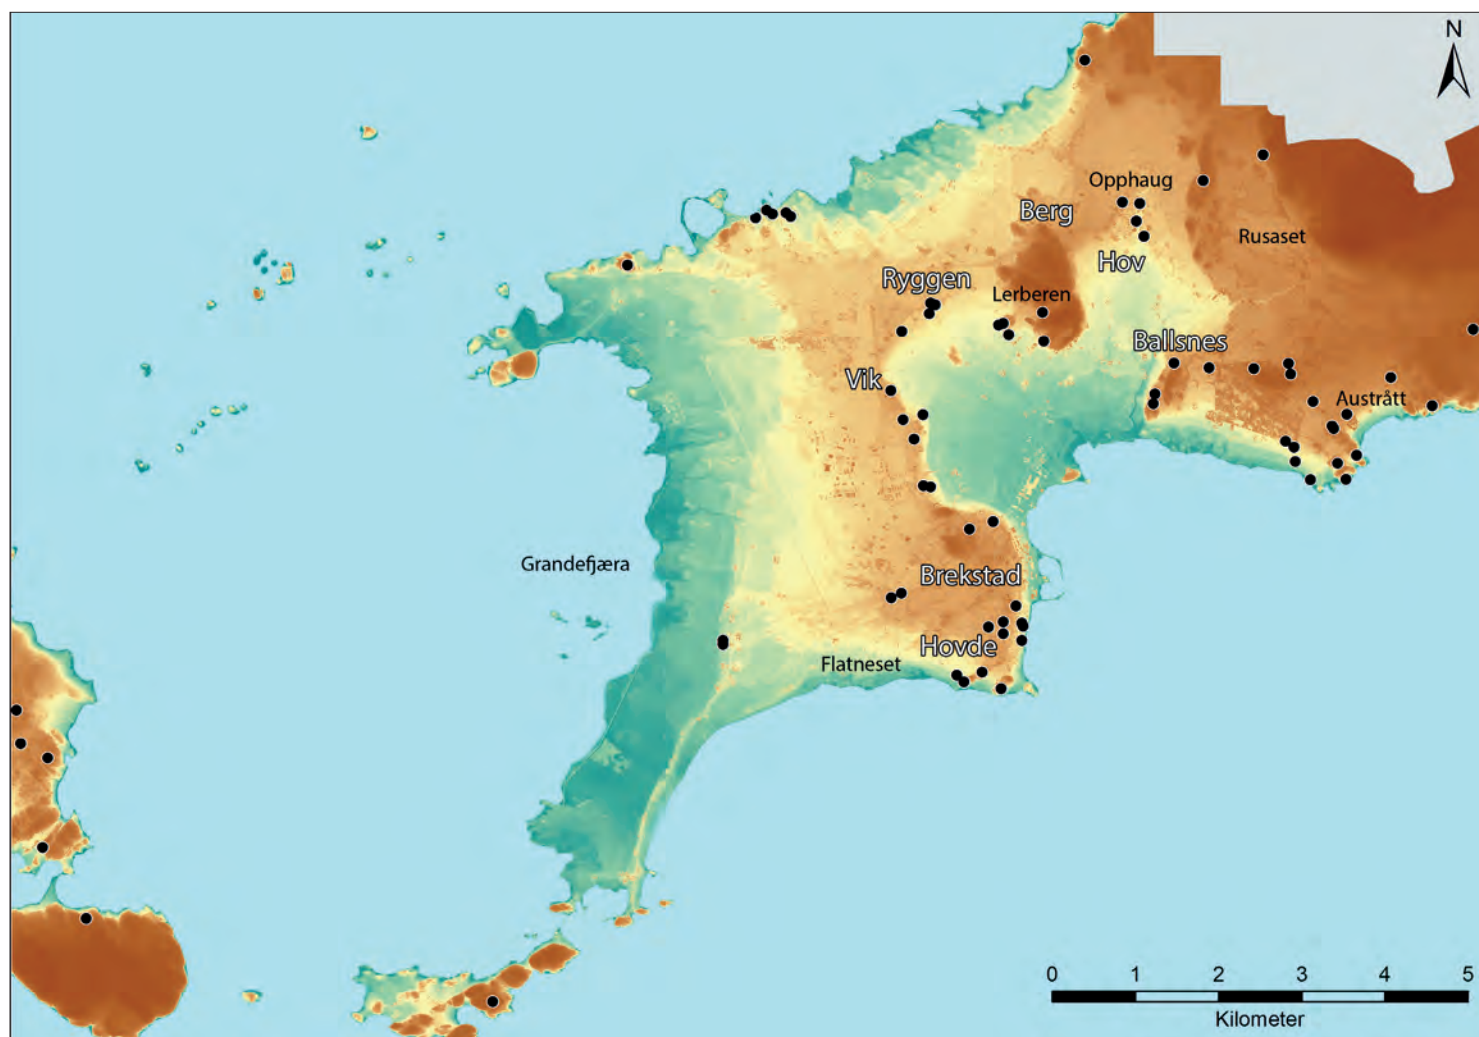 N
Opphaug
Berg
Rusaset
Hov
Ryggen
Lerberen
Ballsnes
Vik
Austrått
Grandefjæra
Brekstad
Hovde
Flatneset
0 1 2 3 4 5
Kilometer